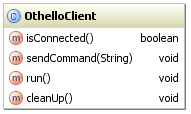 C OthelloClient
m isConnected() boolean
m sendCommand(String) void
m run() void
m cleanUp() void